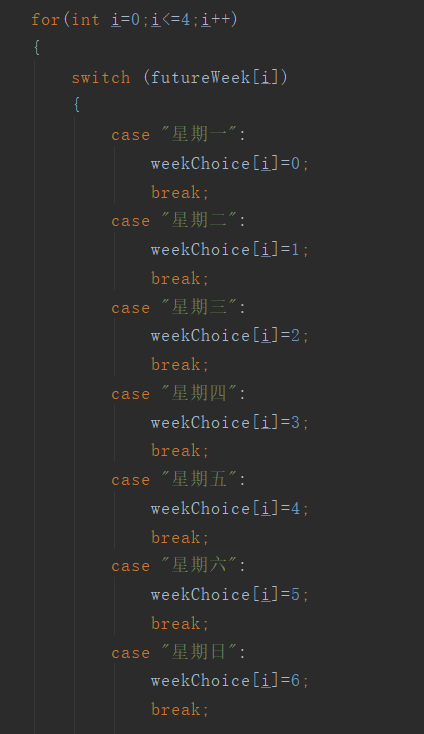 for(int i=0;i<=4;i++)
{
switch (futureWeek[i])
{
case "星期一":
weekChoice[i]=0;
break;
case "星期二":
weekChoice[i]=1;
break;
case "星期三":
weekChoice[i]=2;
break;
case "星期四":
weekChoice[i]=3;
break;
case "星期五":
weekChoice[i]=4;
break;
case "星期六":
weekChoice[i]=5;
break;
case "星期日":
weekChoice[i]=6;
break;